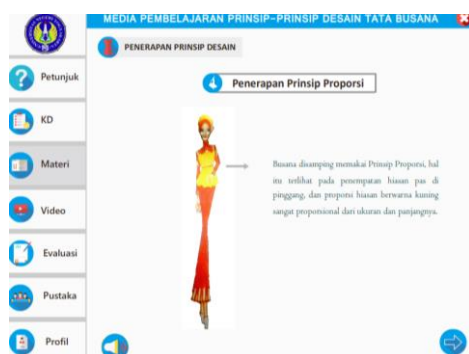 MEDIA PEMBELAJARAN PRINSIP-PRINSIP DESAIN TATA BUSANA
PENERAPAN PRINSIP DESAIN
Penerapan Prinsip Proporsi
Petunjuk
KD
Materi
Video
Evaluasi
Pustaka
Profil
Busana disamping memakai Prinsip Proporsi, hal
itu terlihat pada penempatan hiasan pas di
pinggang, dan proporsi hiasan berwarna kuning
sangat proporsional dari ukuran dan panjangnya.